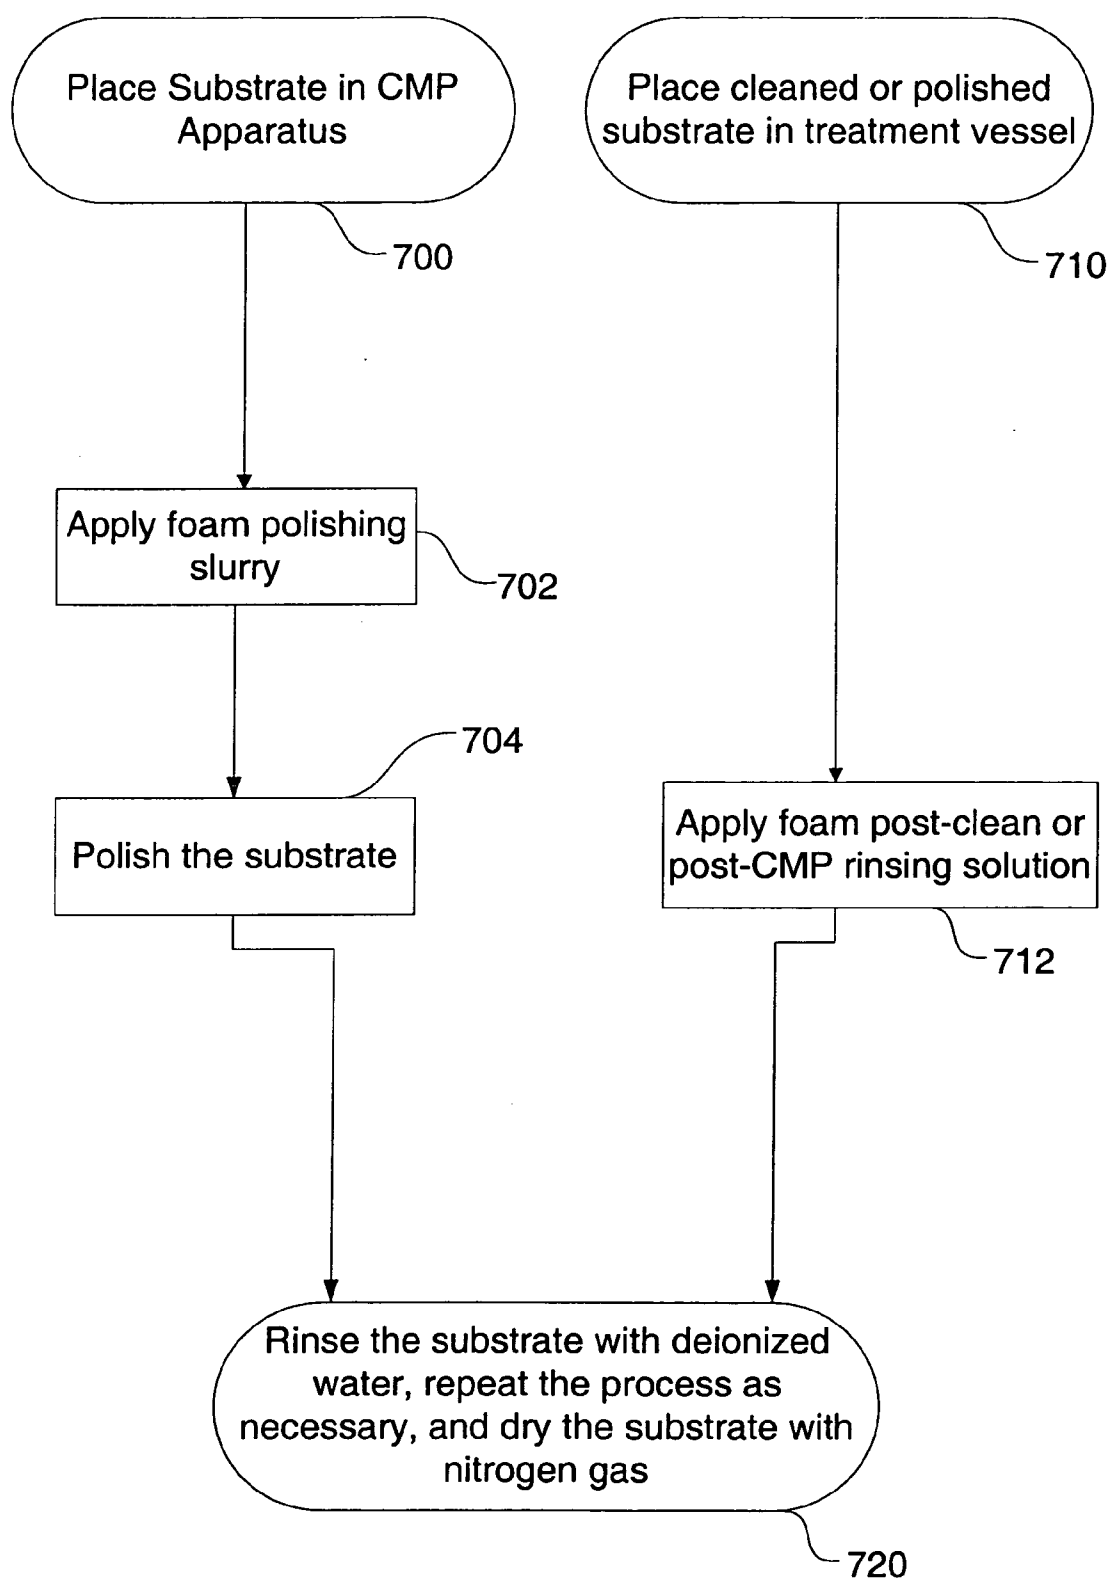 Place Substrate in CMP
Apparatus
700
Place cleaned or polished
substrate in treatment vessel
710
Apply foam polishing
slurry
702
704
Polish the substrate
Apply foam post-clean or
post-CMP rinsing solution
712
Rinse the substrate with deionized
water, repeat the process as
necessary, and dry the substrate with
nitrogen gas
720